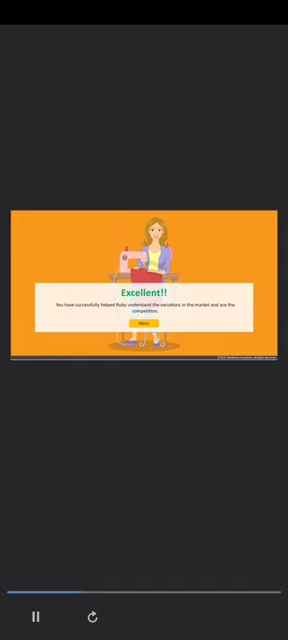 Excellent!!
You have successfully helped Ruby understand the variations in the market and ace the
competition.
Menu